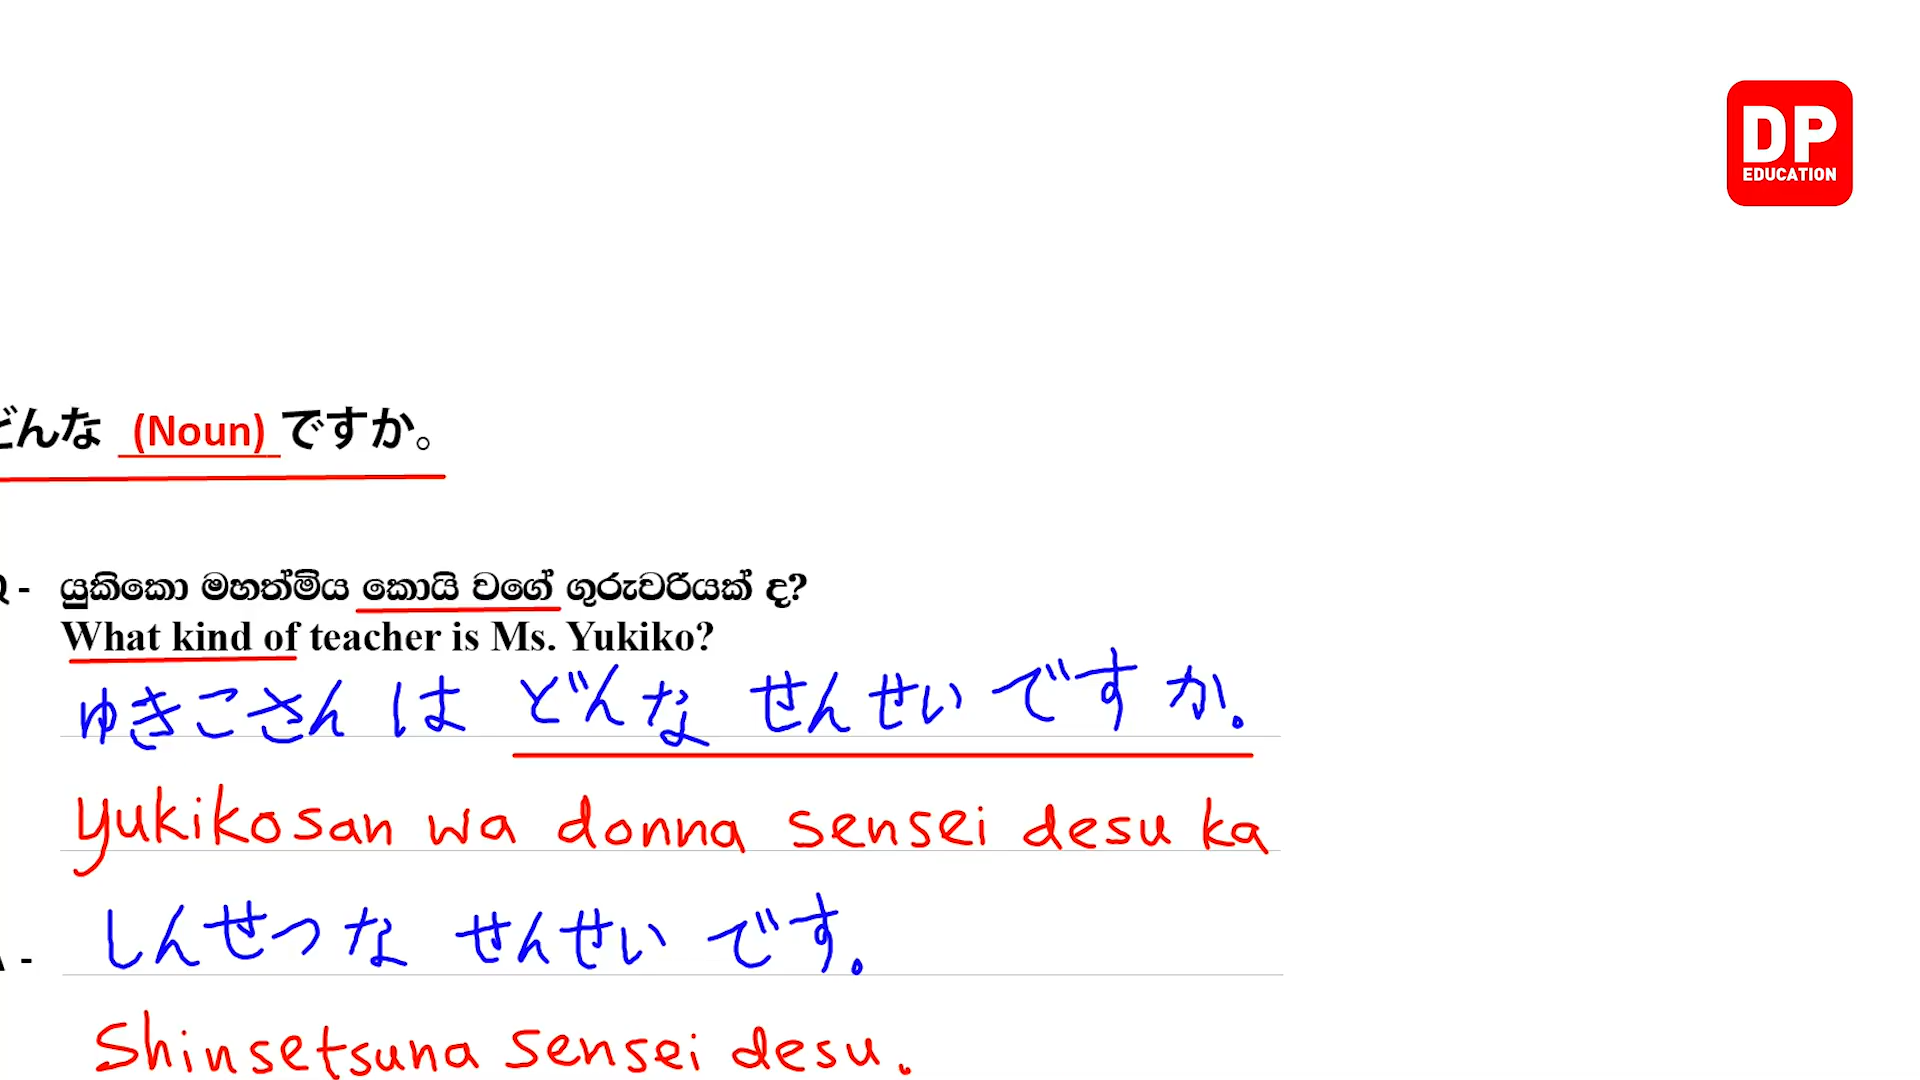 DP
EDUCATION
どんな (Noun) ですか。
Q - යුකිකො මහත්මිය කොයි වගේ ගුරුවරියක් ද?
What kind of teacher is Ms. Yukiko?
ゆきこさん は どんな せんせい ですか.
yukikosan wa donna sensei desu ka
A - しんせつな せんせい です.
Shinsetsuna sensei desu.